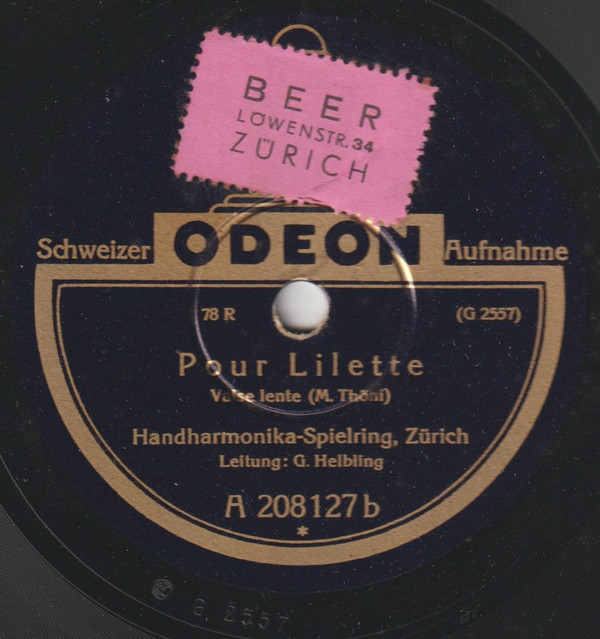 BEER
LÖWENSTR. 34
ZÜRICH
Schweizer ODEON Aufnahme
78 R (G 2557)
Pour Lilette
Valse lente (M. Thöni)
Handharmonika-Spielring, Zürich
Leitung: G. Helbling
A 208127 b
*
G. 2557